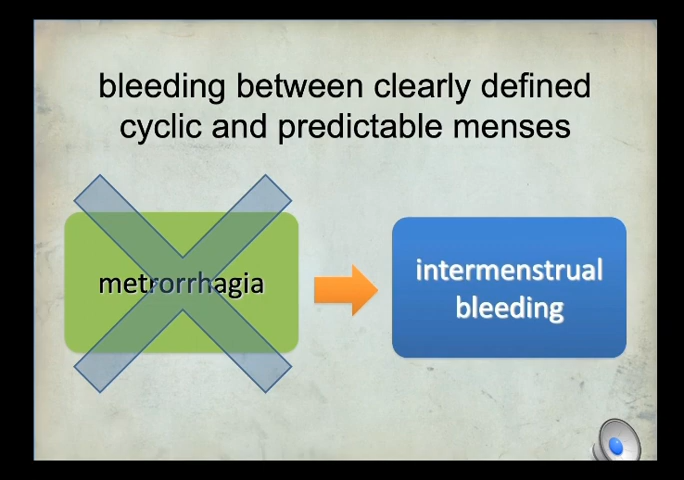 bleeding between clearly defined
cyclic and predictable menses
metrorrhagia
intermenstrual
bleeding